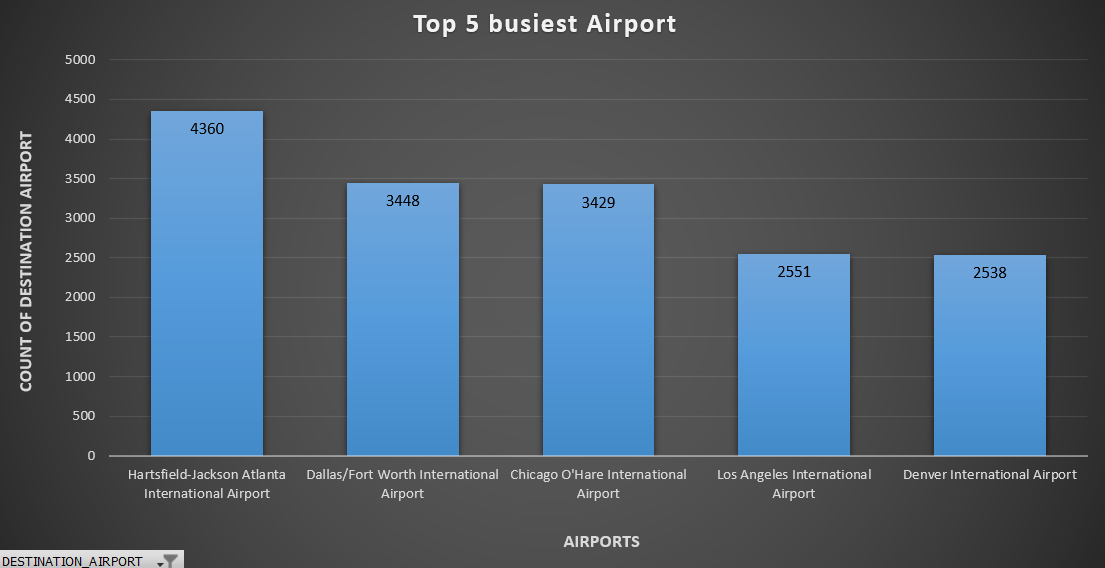 Top 5 busiest Airport
5000
4500
4000
3500
3000
2500
2000
1500
1000
500
0
COUNT OF DESTINATION AIRPORT
4360
3448
3429
2551
2538
Hartsfield-Jackson Atlanta
International Airport
Dallas/Fort Worth International
Airport
Chicago O'Hare International
Airport
Los Angeles International
Airport
Denver International Airport
AIRPORTS
DESTINATION_AIRPORT